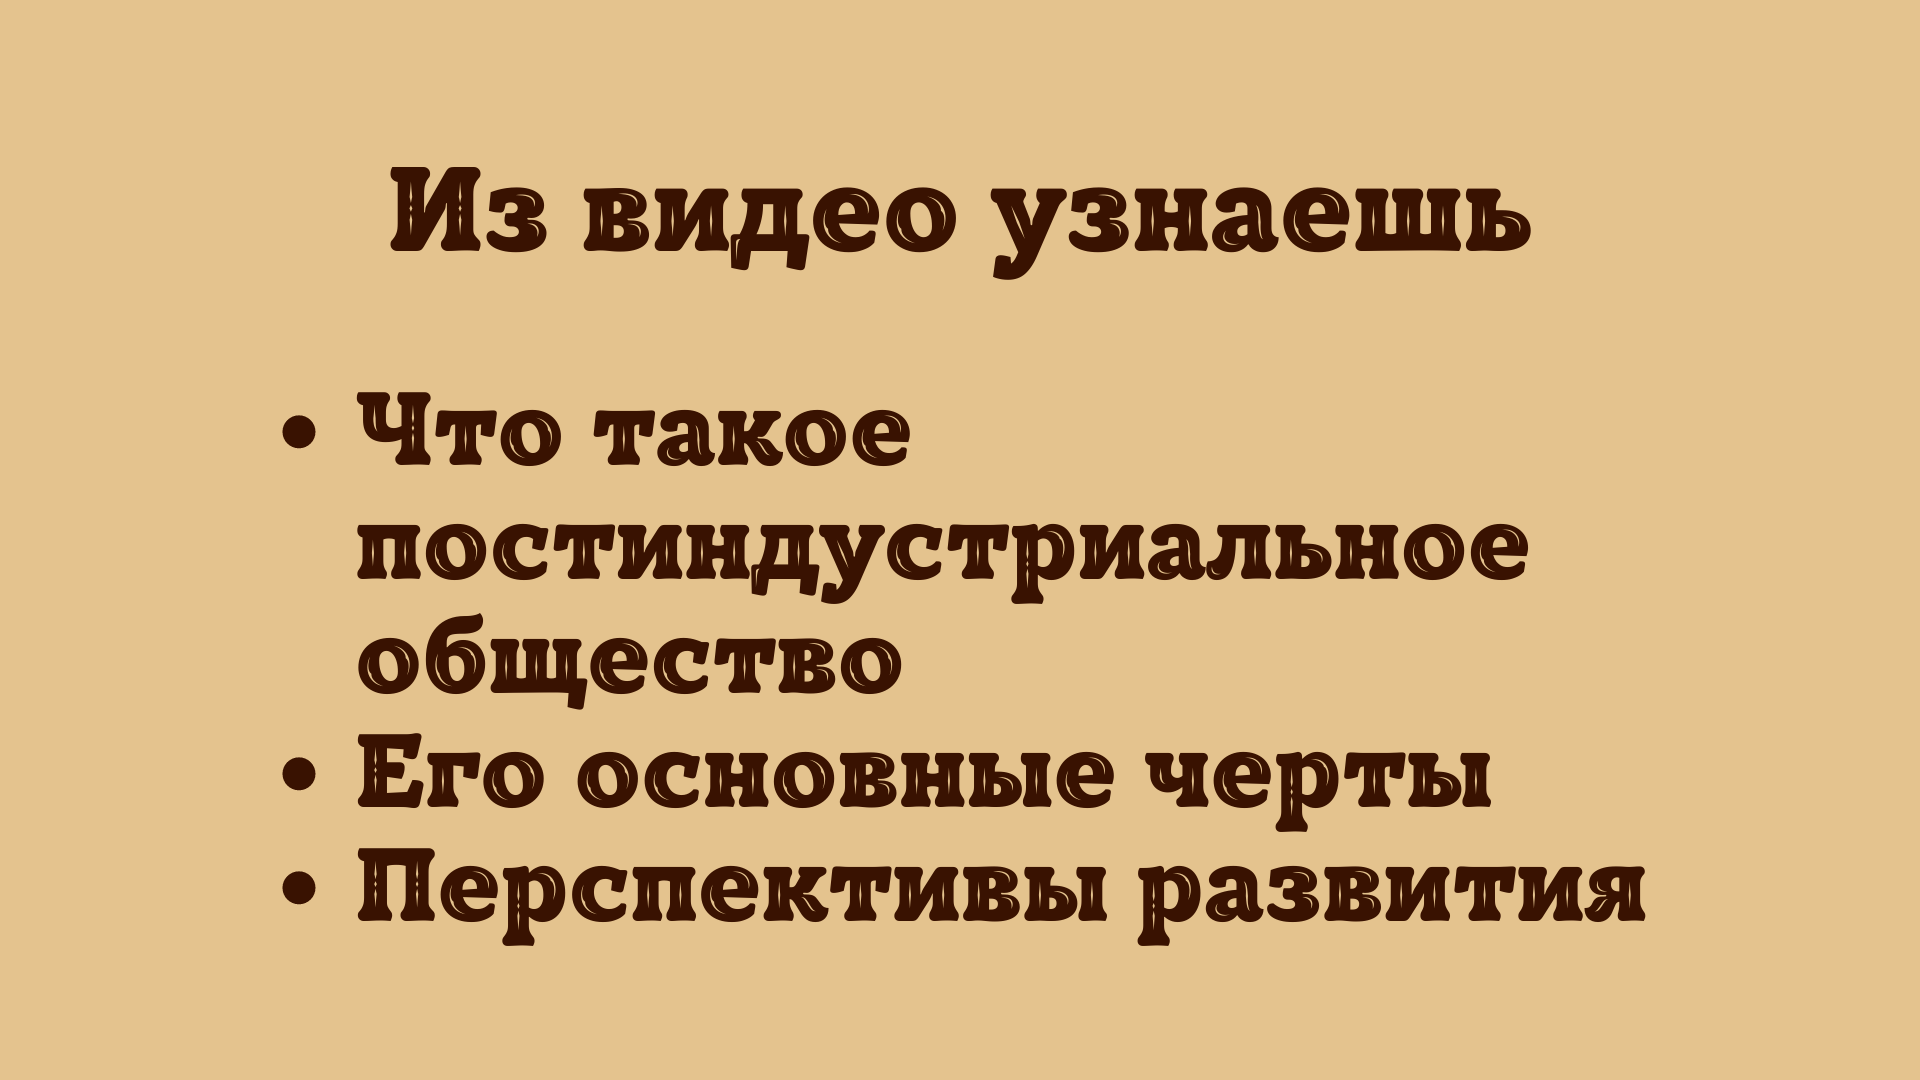 Из видео узнаешь
• Что такое
постиндустриальное
общество
• Его основные черты
• Перспективы развития